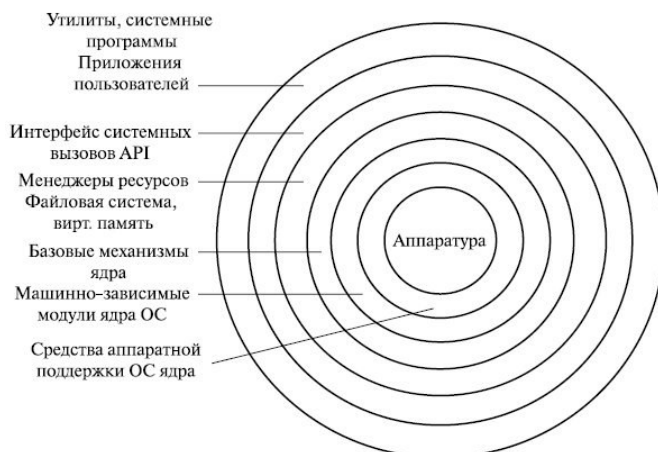 Утилиты, системные
программы
Приложения
пользователей
Интерфейс системных
вызовов API
Менеджеры ресурсов
Файловая система,
вирт. память
Базовые механизмы
ядра
Машинно-зависимые
модули ядра ОС
Средства аппаратной
поддержки ОС ядра
Аппаратура